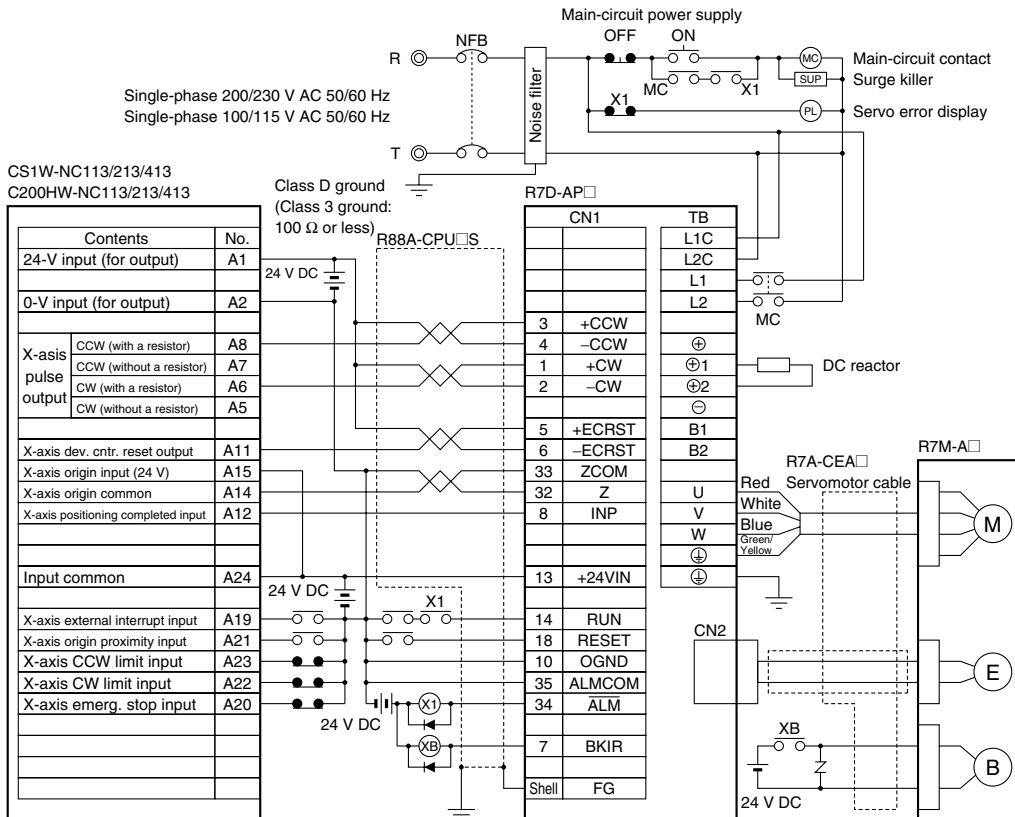 Main-circuit power supply
OFF ON
R NFB
MC Main-circuit contact
SUP Surge killer
MC X1
Single-phase 200/230 V AC 50/60 Hz
Single-phase 100/115 V AC 50/60 Hz
Noise filter
X1
PL Servo error display
T
CS1W-NC113/213/413
C200HW-NC113/213/413
Class D ground
(Class 3 ground:
100 Ω or less)
R88A-CPU□S
R7D-AP□
CN1 TB
Contents No.
24-V input (for output) A1
24 V DC
0-V input (for output) A2
X-asis pulse output
CCW (with a resistor) A8
CCW (without a resistor) A7
CW (with a resistor) A6
CW (without a resistor) A5
X-axis dev. cntr. reset output A11
X-axis origin input (24 V) A15
X-axis origin common A14
X-axis positioning completed input A12
Input common A24
24 V DC
X-axis external interrupt input A19
X-axis origin proximity input A21
X-axis CCW limit input A23
X-axis CW limit input A22
X-axis emerg. stop input A20
X1
24 V DC
X1
XB
3 +CCW
4 −CCW
1 +CW
2 −CW
5 +ECRST
6 −ECRST
33 ZCOM
32 Z
8 INP
13 +24VIN
14 RUN
18 RESET
10 OGND
35 ALMCOM
34 ALM
7 BKIR
Shell FG
L1C
L2C
L1
L2
MC
⊕
⊕1
⊕2
DC reactor
⊖
B1
B2
U
V
W
Red
White
Blue
Green/
Yellow
R7A-CEA□
Servomotor cable
R7M-A□
M
CN2
E
XB
B
24 V DC